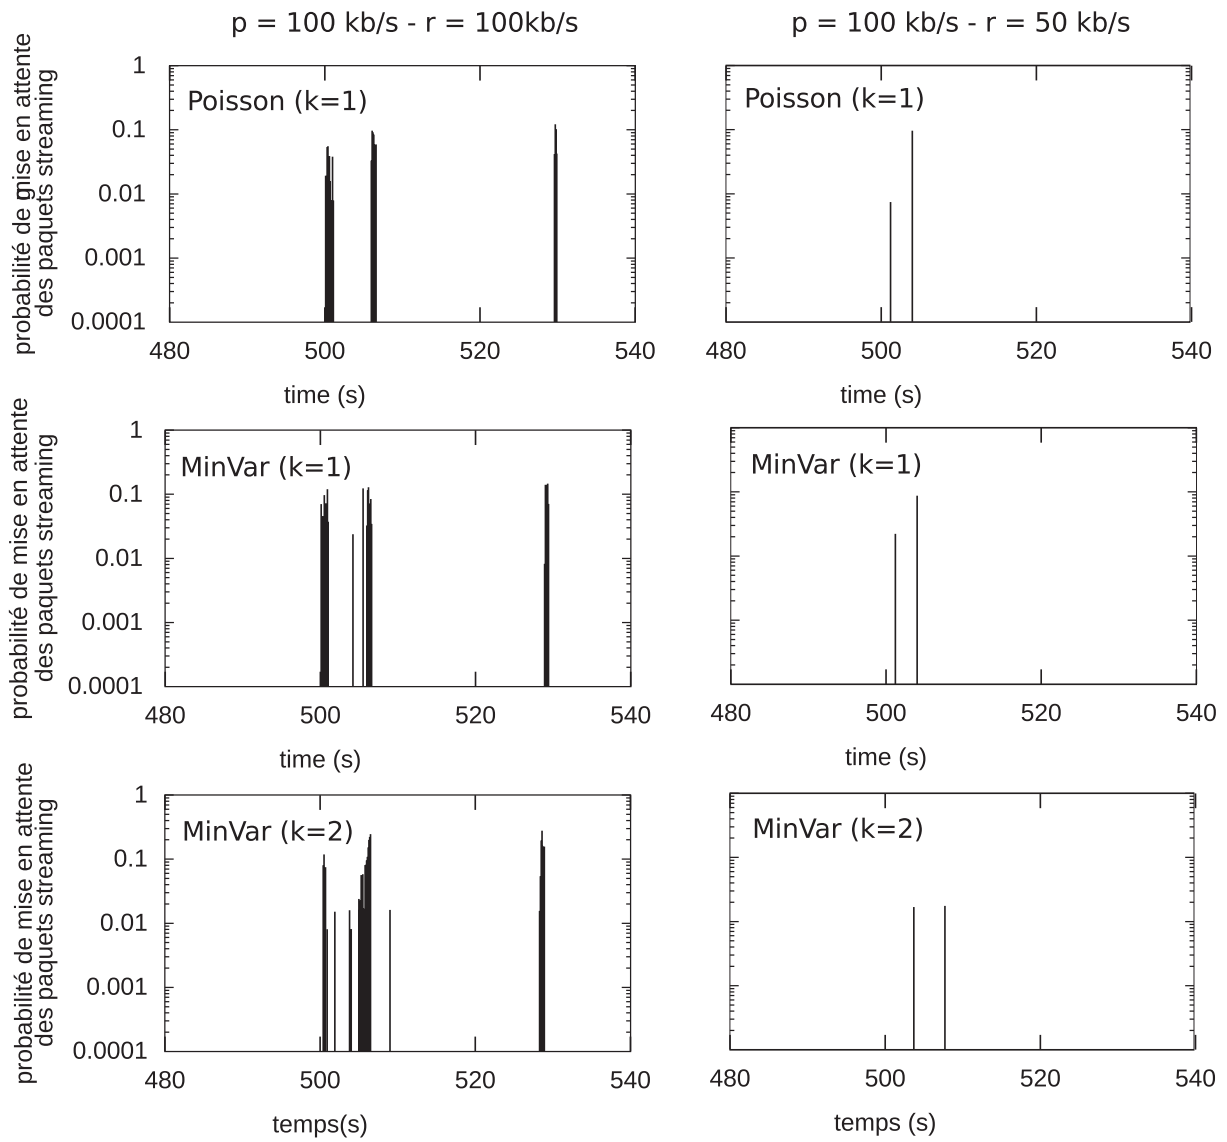 p = 100 kb/s - r = 100kb/s
p = 100 kb/s - r = 50 kb/s
probabilité de mise en attente
des paquets streaming
1
0.1
0.01
0.001
0.0001
Poisson (k=1)
480
500
520
540
time (s)
Poisson (k=1)
480
500
520
540
time (s)
probabilité de mise en attente
des paquets streaming
1
0.1
0.01
0.001
0.0001
MinVar (k=1)
480
500
520
540
time (s)
MinVar (k=1)
480
500
520
540
time (s)
probabilité de mise en attente
des paquets streaming
1
0.1
0.01
0.001
0.0001
MinVar (k=2)
480
500
520
540
temps(s)
MinVar (k=2)
480
500
520
540
temps (s)